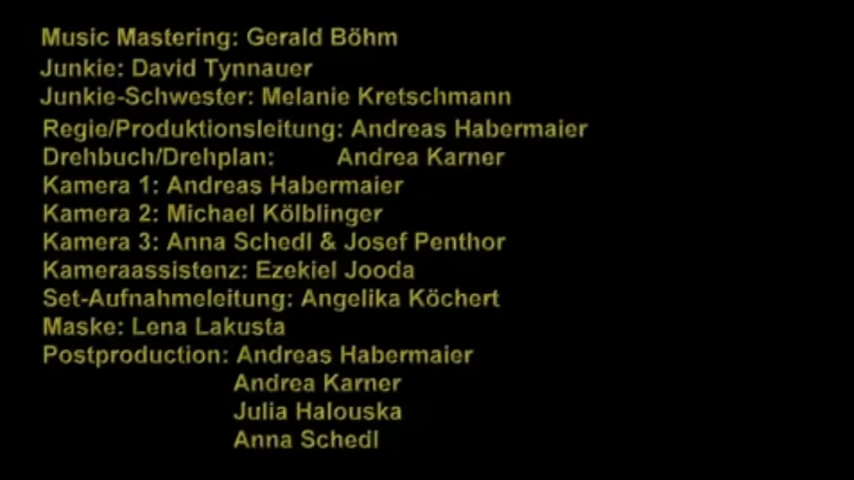 Music Mastering: Gerald Böhm
Junkie: David Tynnauer
Junkie-Schwester: Melanie Kretschmann
Regie/Produktionsleitung: Andreas Habermaier
Drehbuch/Drehplan: Andrea Karner
Kamera 1: Andreas Habermaier
Kamera 2: Michael Kölblinger
Kamera 3: Anna Schedl & Josef Penthor
Kameraassistenz: Ezekiel Jooda
Set-Aufnahmeleitung: Angelika Köchert
Maske: Lena Lakusta
Postproduction: Andreas Habermaier
Andrea Karner
Julia Halouska
Anna Schedl